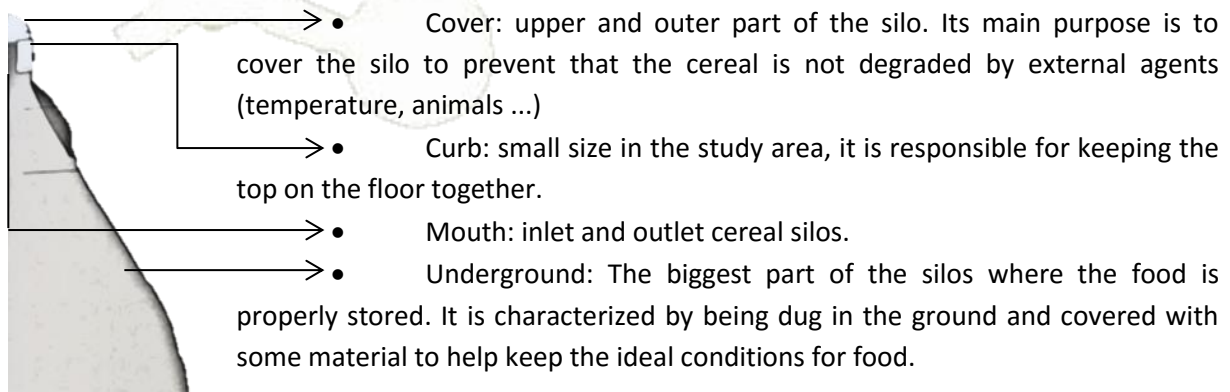 • Cover: upper and outer part of the silo. Its main purpose is to
cover the silo to prevent that the cereal is not degraded by external agents
(temperature, animals ...)
• Curb: small size in the study area, it is responsible for keeping the
top on the floor together.
• Mouth: inlet and outlet cereal silos.
• Underground: The biggest part of the silos where the food is
properly stored. It is characterized by being dug in the ground and covered with
some material to help keep the ideal conditions for food.